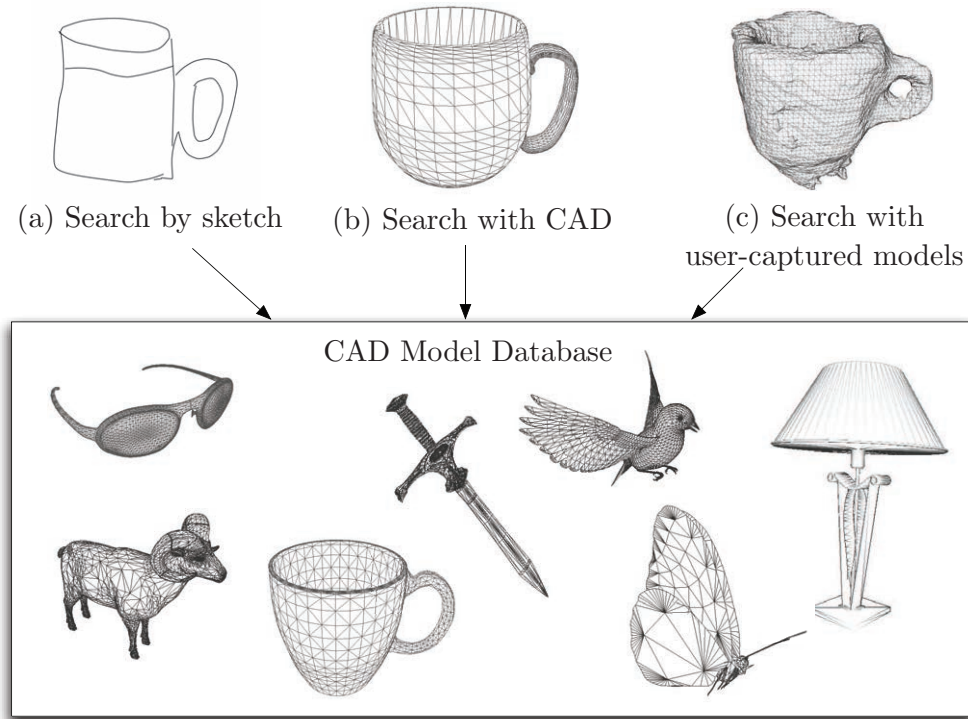 (a) Search by sketch
(b) Search with CAD
(c) Search with
user-captured models
CAD Model Database